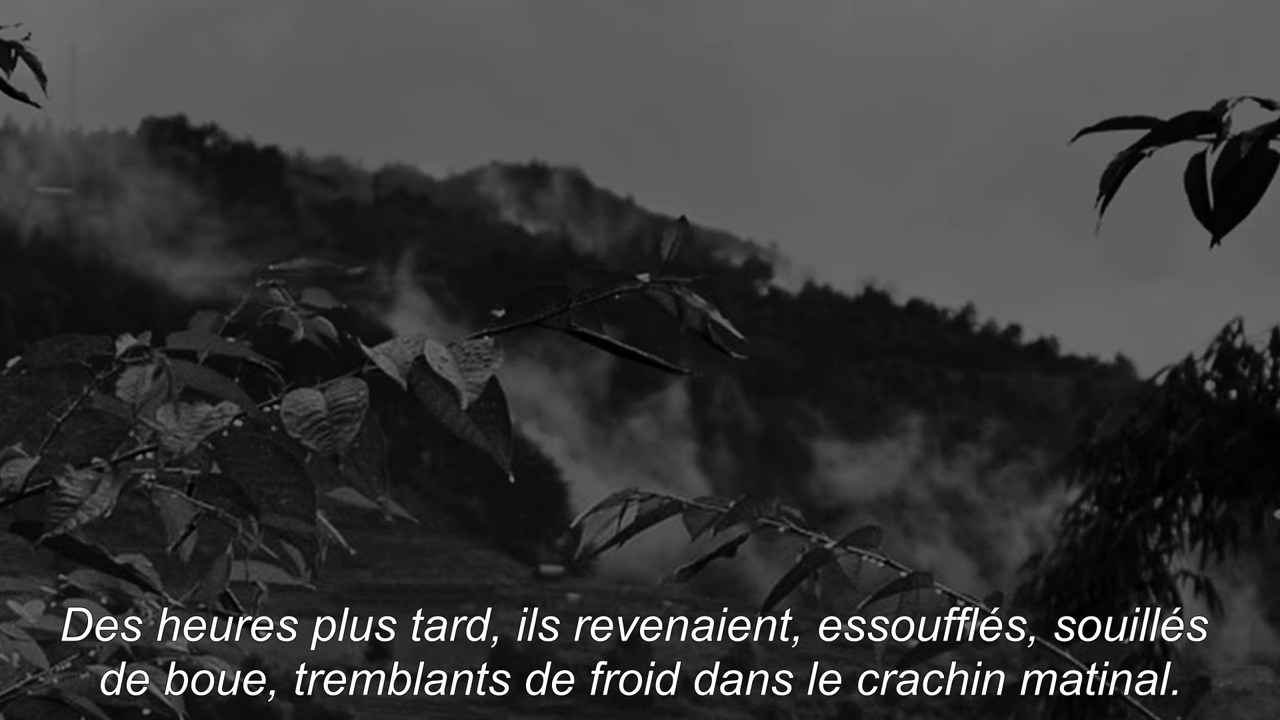 Des heures plus tard, ils revenaient, essoufflés, souillés
de boue, tremblants de froid dans le crachin matinal.